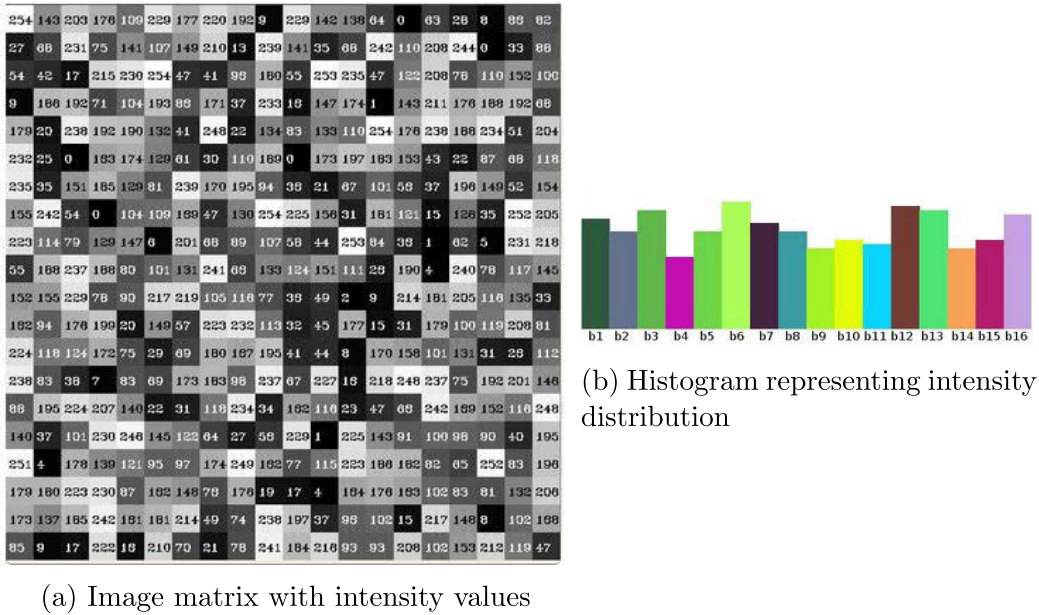 254 143 203 176 109 229 177 220 192 9 229 142 138 64 0 63 28 8 88 82
27 68 231 75 141 107 149 210 13 239 141 35 68 242 110 208 244 0 33 88
54 42 17 215 230 254 47 41 98 180 55 253 235 47 122 208 78 110 152 100
9 188 192 71 104 193 88 171 37 233 18 147 174 1 143 211 176 188 192 68
179 20 238 192 190 132 41 248 22 134 83 133 110 254 176 238 188 234 51 204
232 25 0 183 174 129 61 30 110 189 0 173 197 183 153 43 22 87 68 118
235 35 151 185 129 81 239 170 195 94 38 21 67 101 58 37 196 149 52 154
155 242 54 0 104 109 189 47 130 254 225 156 31 181 121 15 126 35 252 205
223 114 79 129 147 6 201 68 89 107 58 44 253 84 38 1 62 5 231 218
55 188 237 188 80 101 131 241 68 133 124 151 111 28 190 4 240 78 117 145
152 155 229 78 90 217 219 105 116 77 38 49 2 9 214 181 205 116 135 33
182 94 176 199 20 149 57 223 232 113 32 45 177 15 31 179 100 119 208 81
224 118 124 172 75 29 69 180 167 195 41 44 8 170 158 101 131 31 28 112
238 83 38 7 83 69 173 183 98 237 67 227 18 218 248 237 75 192 201 146
88 195 224 207 140 22 31 118 234 34 182 116 23 47 68 242 189 152 116 248
140 37 101 230 246 145 122 64 27 58 229 1 225 143 91 100 98 90 40 195
251 4 178 139 121 95 97 174 249 182 77 115 223 186 182 82 65 252 83 196
179 180 223 230 87 182 148 78 176 19 17 4 184 176 183 102 83 81 132 206
173 137 185 242 181 181 214 49 74 238 197 37 98 102 15 217 148 8 102 188
85 9 17 222 18 210 70 21 78 241 184 216 93 93 208 102 153 212 119 47
(a) Image matrix with intensity values
b1 b2 b3 b4 b5 b6 b7 b8 b9 b10 b11 b12 b13 b14 b15 b16
(b) Histogram representing intensity
distribution